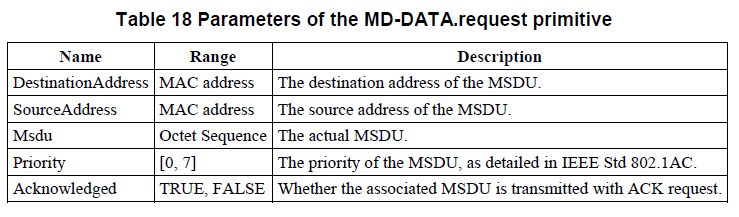 Table 18 Parameters of the MD-DATA.request primitive
Name Range Description
DestinationAddress MAC address The destination address of the MSDU.
SourceAddress MAC address The source address of the MSDU.
Msdu Octet Sequence The actual MSDU.
Priority [0, 7] The priority of the MSDU, as detailed in IEEE Std 802.1AC.
Acknowledged TRUE, FALSE Whether the associated MSDU is transmitted with ACK request.